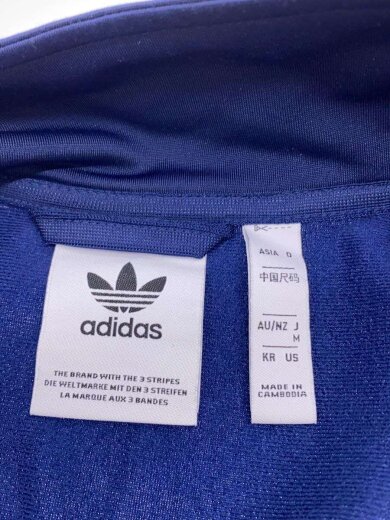 adidas
THE BRAND WITH THE 3 STRIPES
DIE WELTMARKE MIT DEN 3 STREIFEN
LA MARQUE AUX 3 BANDES
ASIA D
中国尺码
AU/NZ J
M
KR US
MADE IN
CAMBODIA